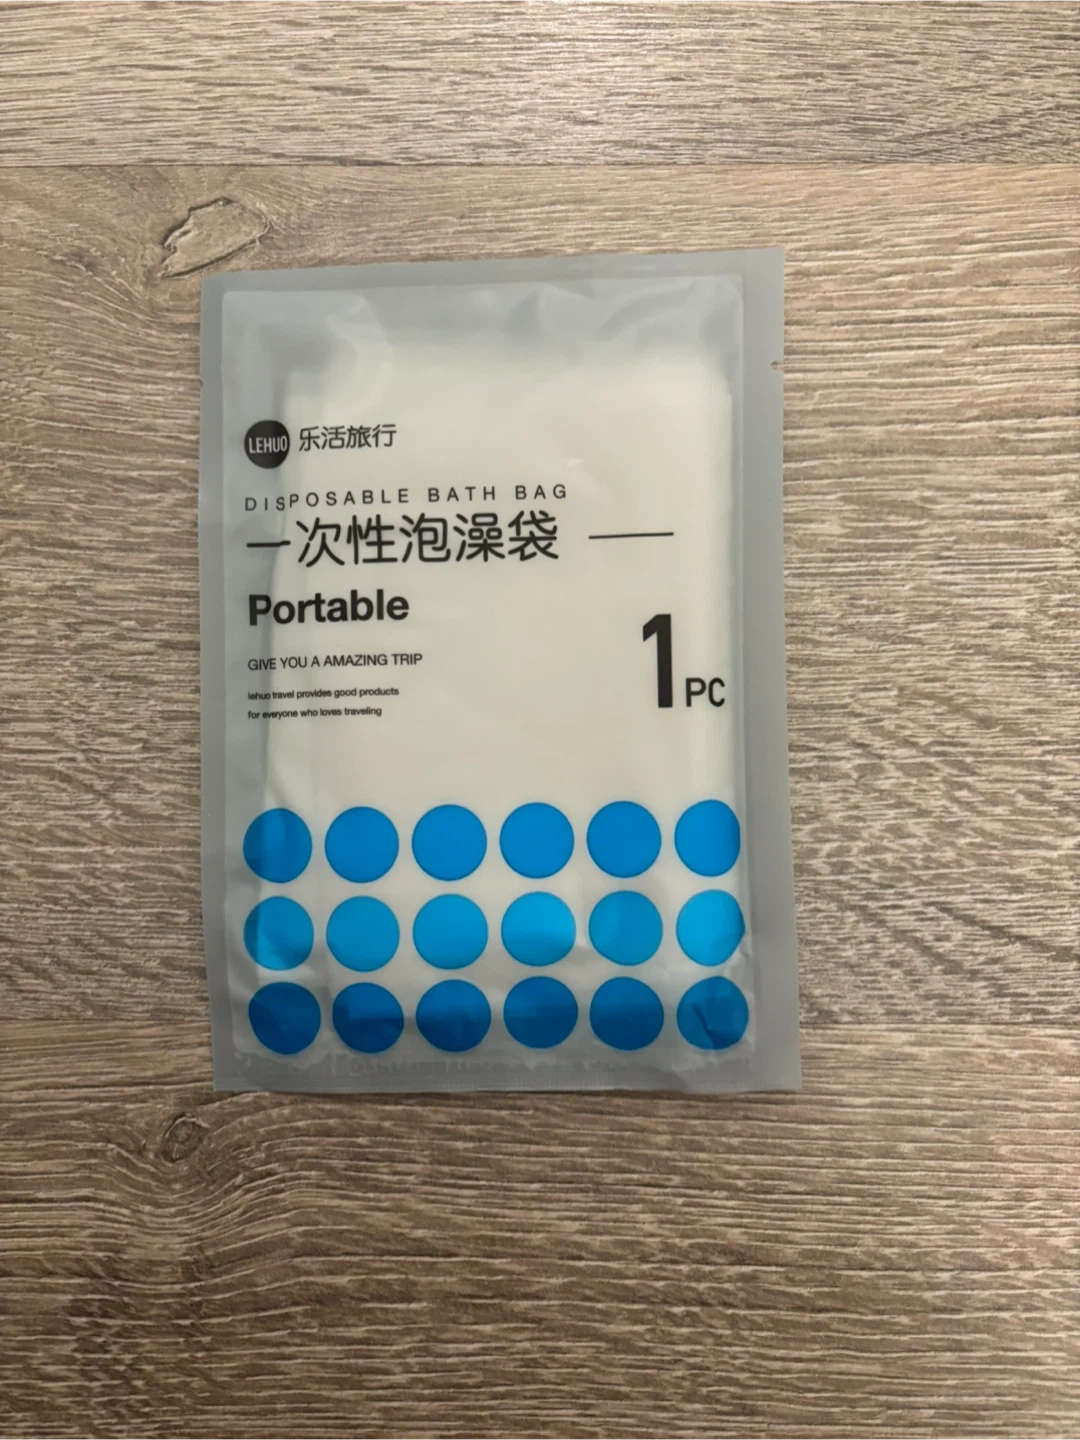 LEHUO 乐活旅行
DISPOSABLE BATH BAG
一次性泡澡袋
Portable
GIVE YOU A AMAZING TRIP
lehuo travel provides good products
for everyone who loves traveling
1PC